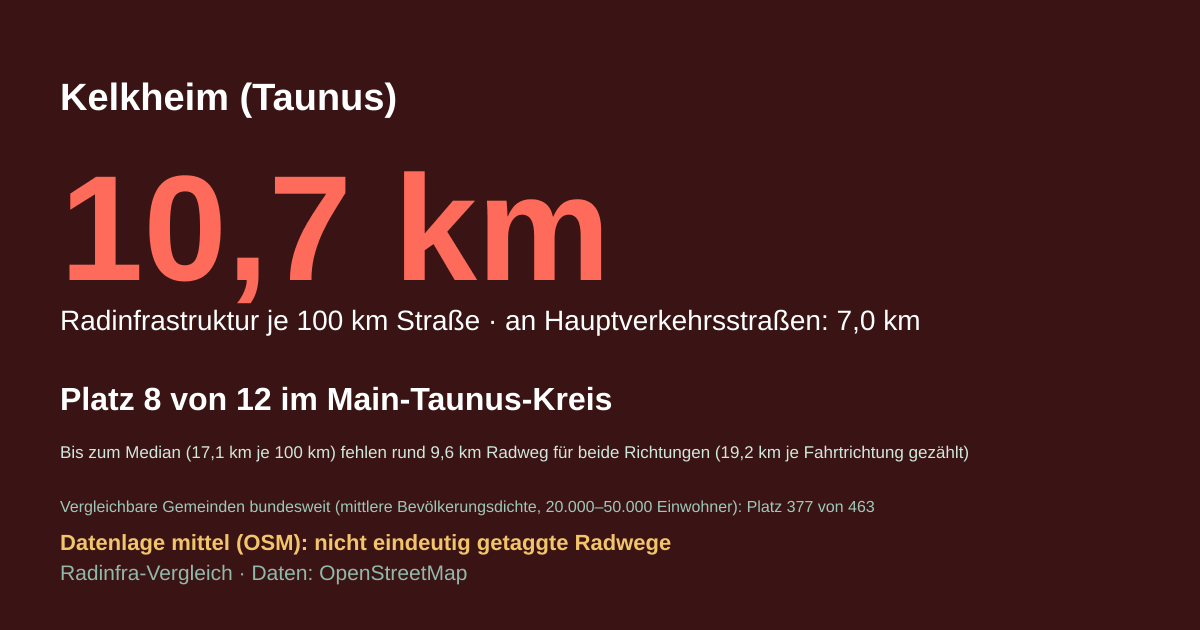 Kelkheim (Taunus)
10,7 km
Radinfrastruktur je 100 km Straße · an Hauptverkehrsstraßen: 7,0 km
Platz 8 von 12 im Main-Taunus-Kreis
Bis zum Median (17,1 km je 100 km) fehlen rund 9,6 km Radweg für beide Richtungen (19,2 km je Fahrtrichtung gezählt)
Vergleichbare Gemeinden bundesweit (mittlere Bevölkerungsdichte, 20.000–50.000 Einwohner): Platz 377 von 463
Datenlage mittel (OSM): nicht eindeutig getaggte Radwege
Radinfra-Vergleich · Daten: OpenStreetMap